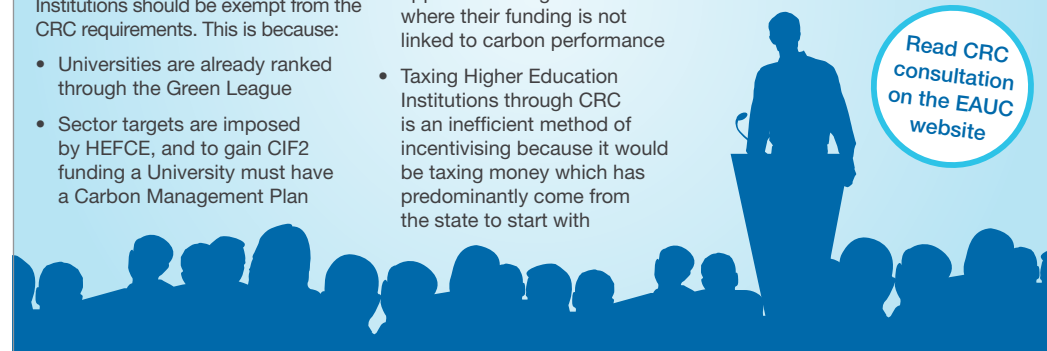 Institutions should be exempt from the
CRC requirements. This is because:
• Universities are already ranked
through the Green League
• Sector targets are imposed
by HEFCE, and to gain CIF2
funding a University must have
a Carbon Management Plan
where their funding is not
linked to carbon performance
• Taxing Higher Education
Institutions through CRC
is an inefficient method of
incentivising because it would
be taxing money which has
predominantly come from
the state to start with
Read CRC
consultation
on the EAUC
website